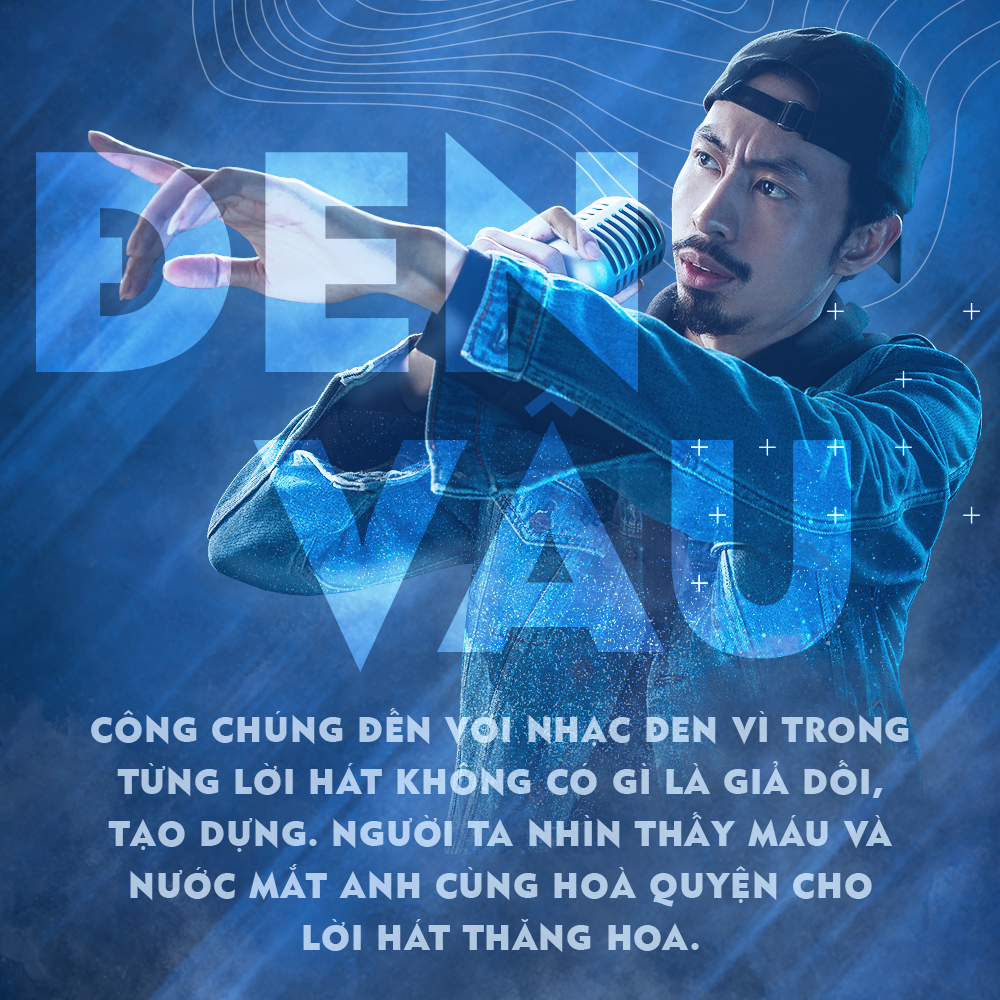 ĐEN
VÂU
CÔNG CHÚNG ĐẾN VỚI NHẠC ĐEN VÌ TRONG
TỪNG LỜI HÁT KHÔNG CÓ GÌ LÀ GIẢ DỐI,
TẠO DỰNG. NGƯỜI TA NHÌN THẤY MÁU VÀ
NƯỚC MẮT ANH CÙNG HOÀ QUYỆN CHO
LỜI HÁT THĂNG HOA.